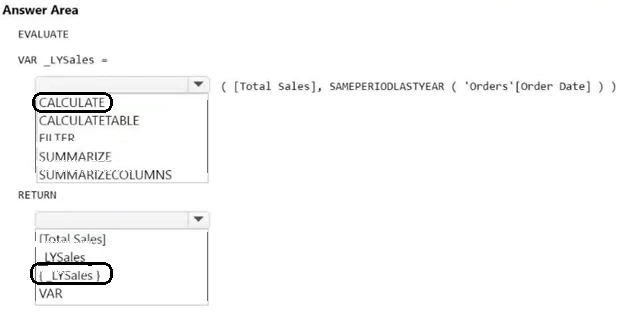 Answer Area
EVALUATE
VAR _LYSales =
( [Total Sales], SAMEPERIODLASTYEAR ( 'Orders'[Order Date] ) )
CALCULATE
CALCULATETABLE
FILTER
SUMMARIZE
SUMMARIZECOLUMNS
RETURN
[Total Sales]
_LYSales
{ _LYSales }
VAR